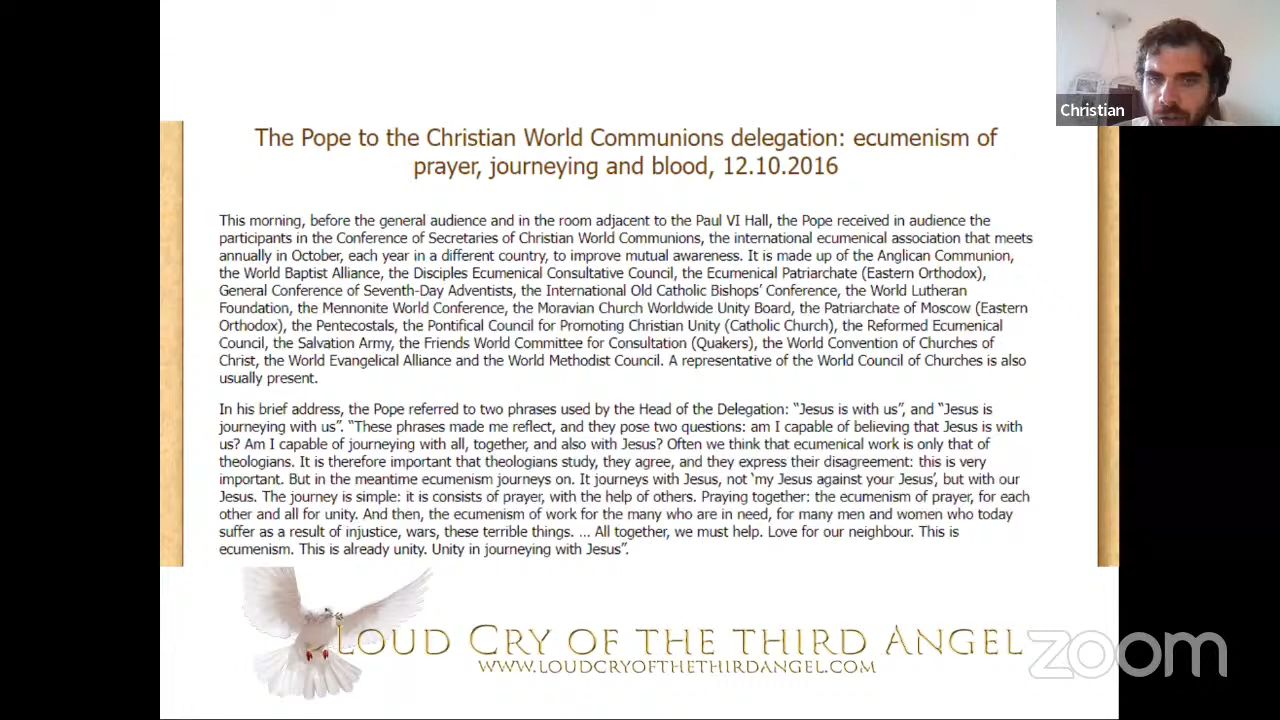 Christian
The Pope to the Christian World Communions delegation: ecumenism of
prayer, journeying and blood, 12.10.2016
This morning, before the general audience and in the room adjacent to the Paul VI Hall, the Pope received in audience the
participants in the Conference of Secretaries of Christian World Communions, the international ecumenical association that meets
annually in October, each year in a different country, to improve mutual awareness. It is made up of the Anglican Communion,
the World Baptist Alliance, the Disciples Ecumenical Consultative Council, the Ecumenical Patriarchate (Eastern Orthodox),
General Conference of Seventh-Day Adventists, the International Old Catholic Bishops' Conference, the World Lutheran
Foundation, the Mennonite World Conference, the Moravian Church Worldwide Unity Board, the Patriarchate of Moscow (Eastern
Orthodox), the Pentecostals, the Pontifical Council for Promoting Christian Unity (Catholic Church), the Reformed Ecumenical
Council, the Salvation Army, the Friends World Committee for Consultation (Quakers), the World Convention of Churches of
Christ, the World Evangelical Alliance and the World Methodist Council. A representative of the World Council of Churches is also
usually present.
In his brief address, the Pope referred to two phrases used by the Head of the Delegation: "Jesus is with us", and "Jesus is
journeying with us". "These phrases made me reflect, and they pose two questions: am I capable of believing that Jesus is with
us? Am I capable of journeying with all, together, and also with Jesus? Often we think that ecumenical work is only that of
theologians. It is therefore important that theologians study, they agree, and they express their disagreement: this is very
important. But in the meantime ecumenism journeys on. It journeys with Jesus, not 'my Jesus against your Jesus', but with our
Jesus. The journey is simple: it is consists of prayer, with the help of others. Praying together: the ecumenism of prayer, for each
other and all for unity. And then, the ecumenism of work for the many who are in need, for many men and women who today
suffer as a result of injustice, wars, these terrible things. ... All together, we must help. Love for our neighbour. This is
ecumenism. This is already unity. Unity in journeying with Jesus".
LOUD CRY OF THE THIRD ANGEL
WWW.LOUDCRYOFTHETHIRDANGEL.COM
zoom